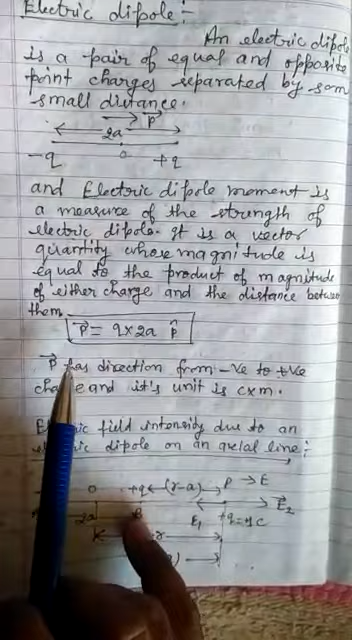 Electric dipole:-
An electric dipole
is a pair of equal and opposite
point charges separated by som
small distance.
2a P
-q o +q
and Electric dipole moment is
a measure of the strength of
electric dipole. It is a vector
quantity whose magnitude is
equal to the product of magnitude
of either charge and the distance between
them
P = q×2a p̂
P has direction from -ve to +ve
and it's unit is c×m.
field intensity due to an
dipole on an axial line:-
o +q (r-a) P → E
2a E₁ +q=1C E₂
r